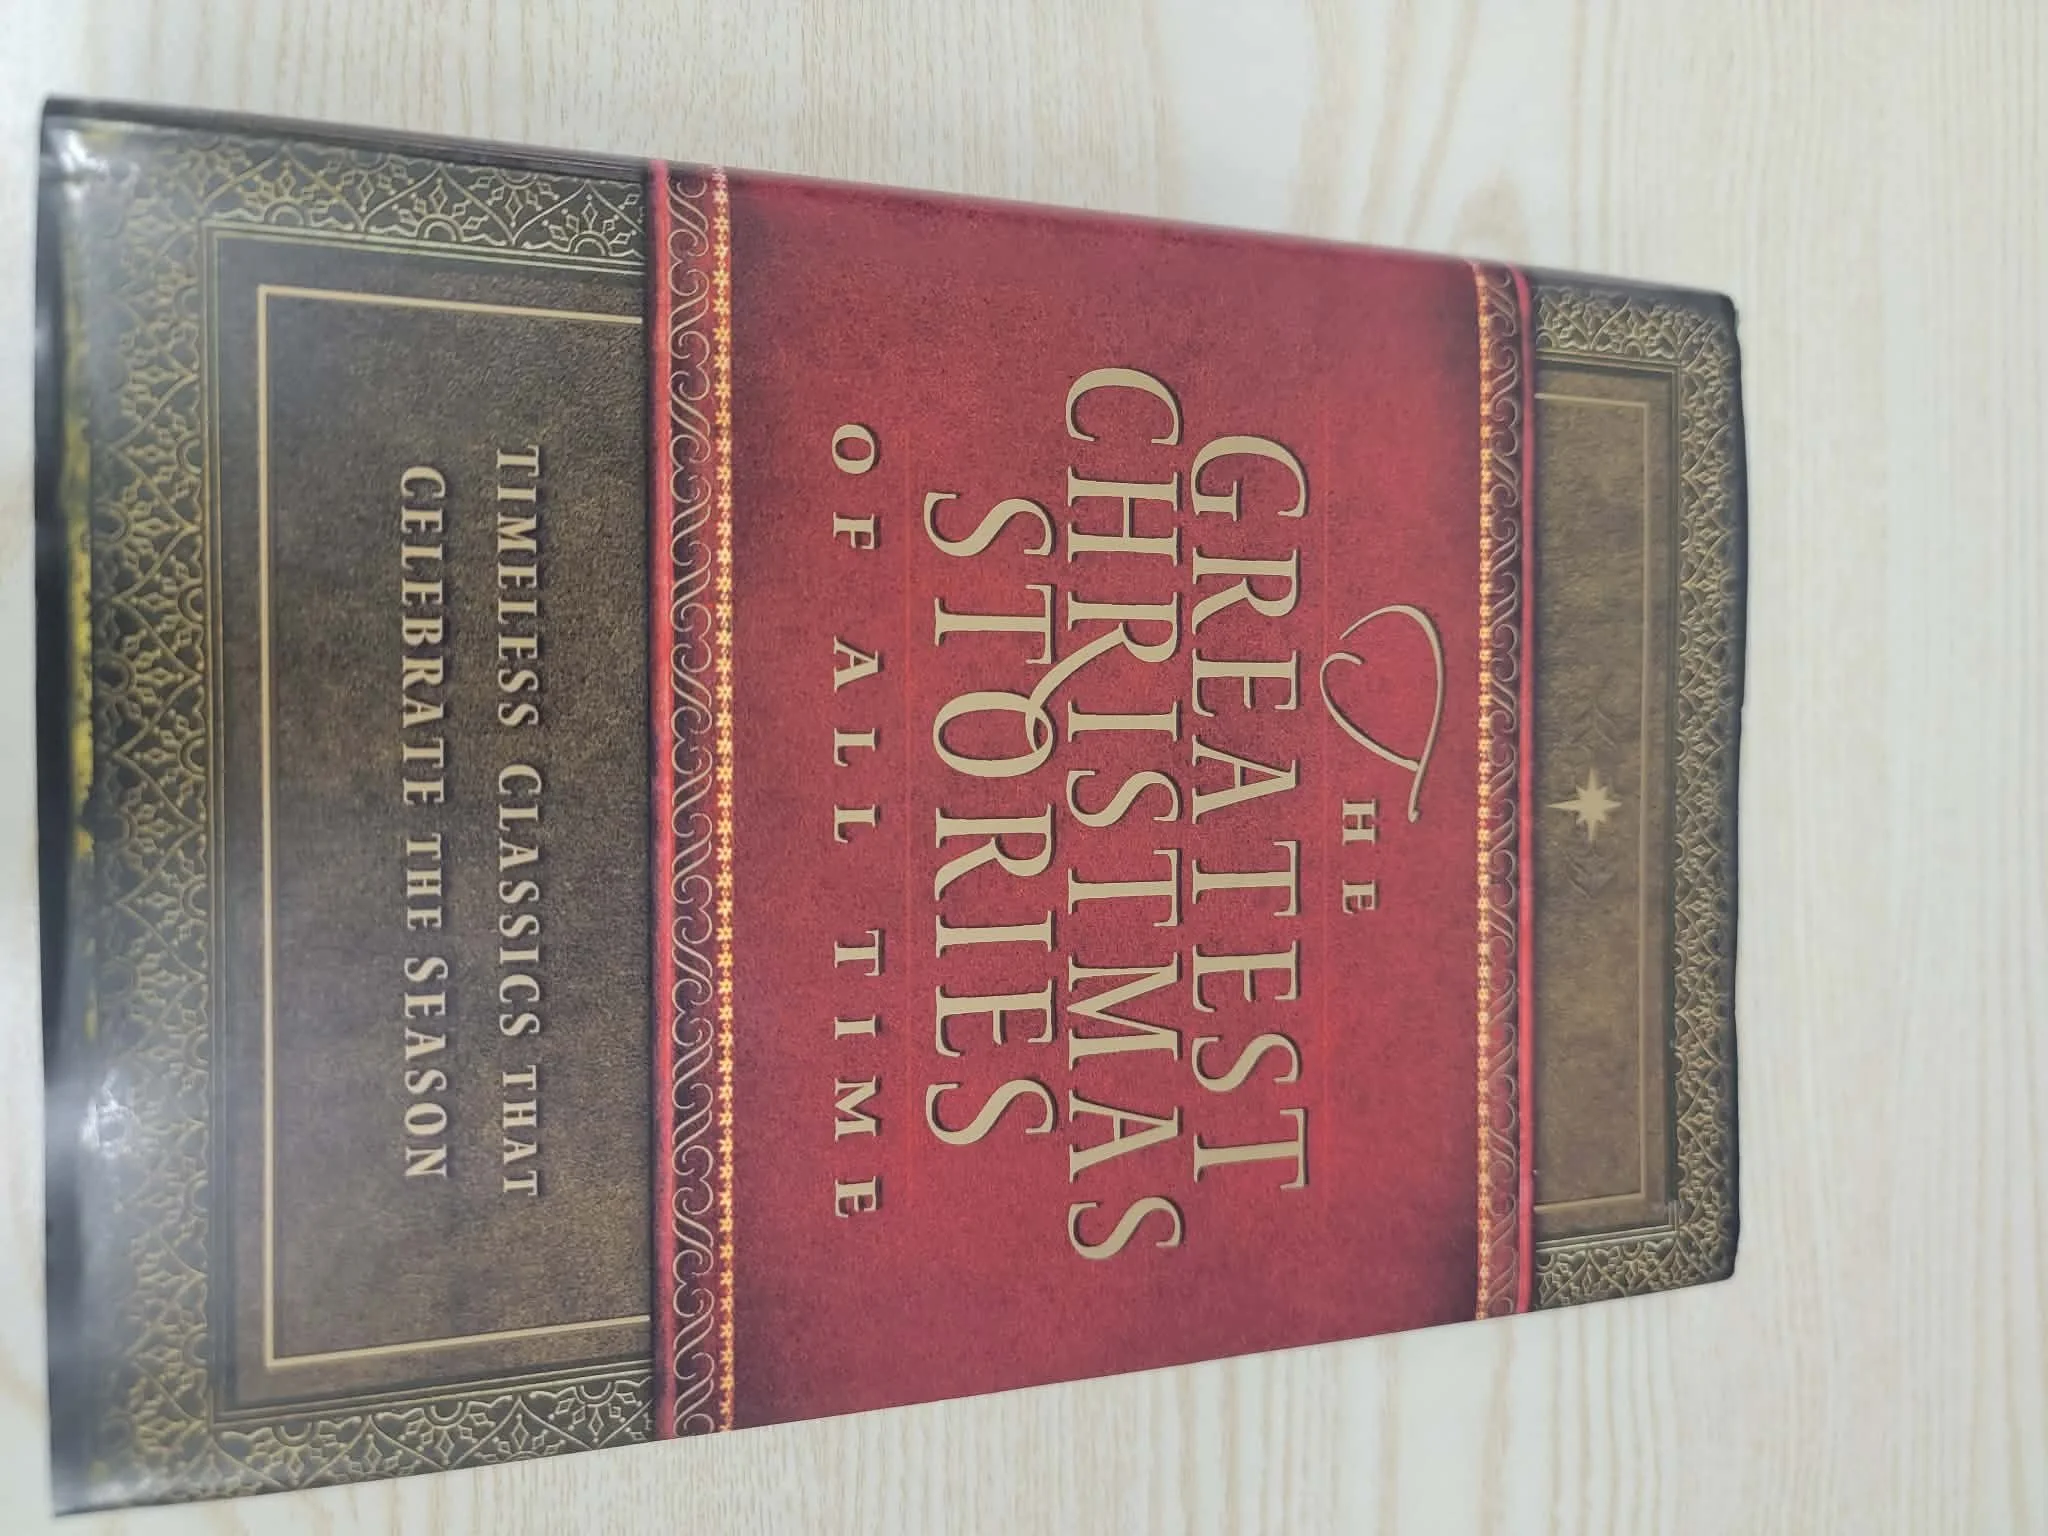 THE
GREATEST
CHRISTMAS
STORIES
OF ALL TIME
TIMELESS CLASSICS THAT
CELEBRATE THE SEASON